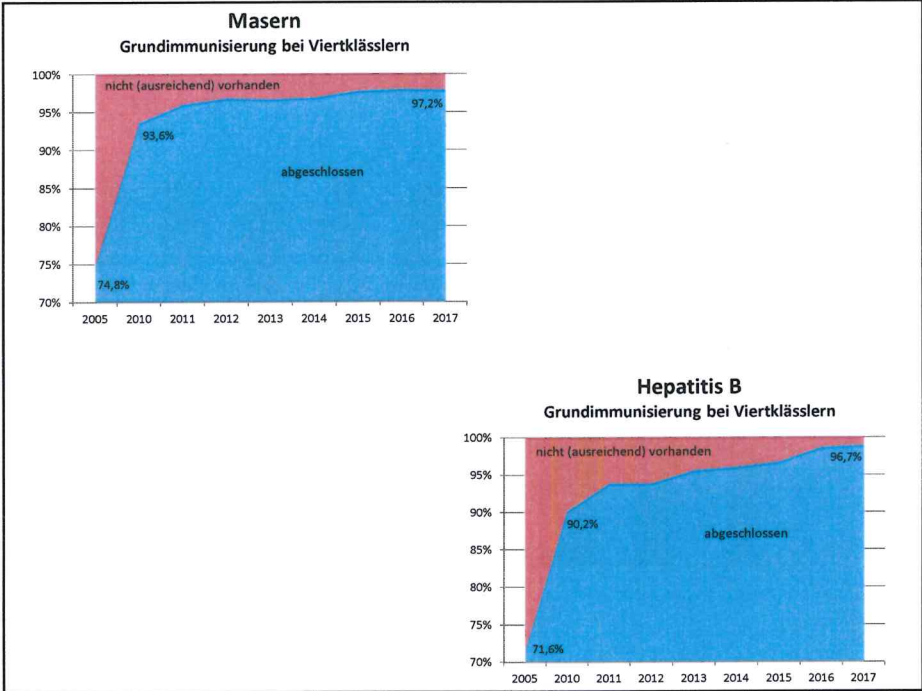 Masern
Grundimmunisierung bei Viertklässlern
100%
nicht (ausreichend) vorhanden
95%
97,2%
93,6%
90%
abgeschlossen
85%
80%
75%
74,8%
70%
2005 2010 2011 2012 2013 2014 2015 2016 2017
Hepatitis B
Grundimmunisierung bei Viertklässlern
100%
nicht (ausreichend) vorhanden
96,7%
95%
90%
90,2%
abgeschlossen
85%
80%
75%
71,6%
70%
2005 2010 2011 2012 2013 2014 2015 2016 2017